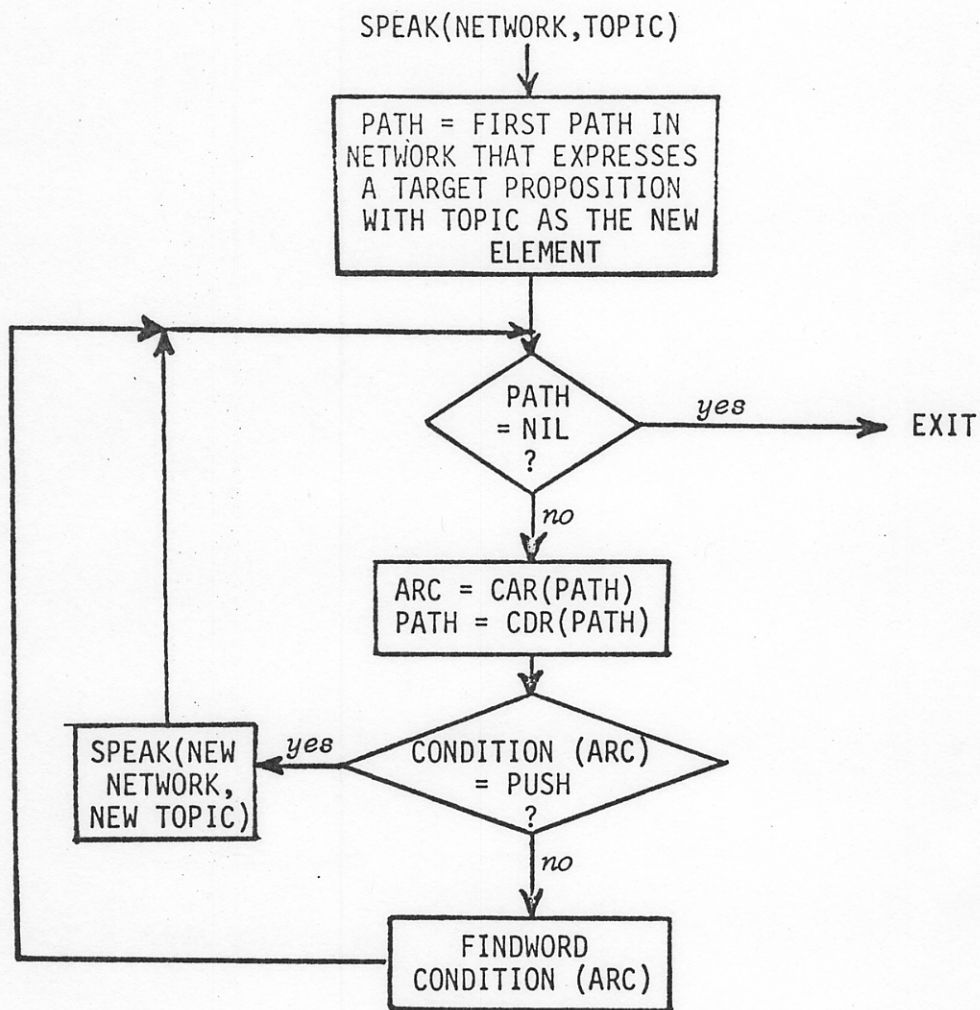 SPEAK(NETWORK,TOPIC)
PATH = FIRST PATH IN
NETWORK THAT EXPRESSES
A TARGET PROPOSITION
WITH TOPIC AS THE NEW
ELEMENT
PATH
= NIL
?
yes
EXIT
no
ARC = CAR(PATH)
PATH = CDR(PATH)
CONDITION (ARC)
= PUSH
?
yes
SPEAK(NEW
NETWORK,
NEW TOPIC)
no
FINDWORD
CONDITION (ARC)